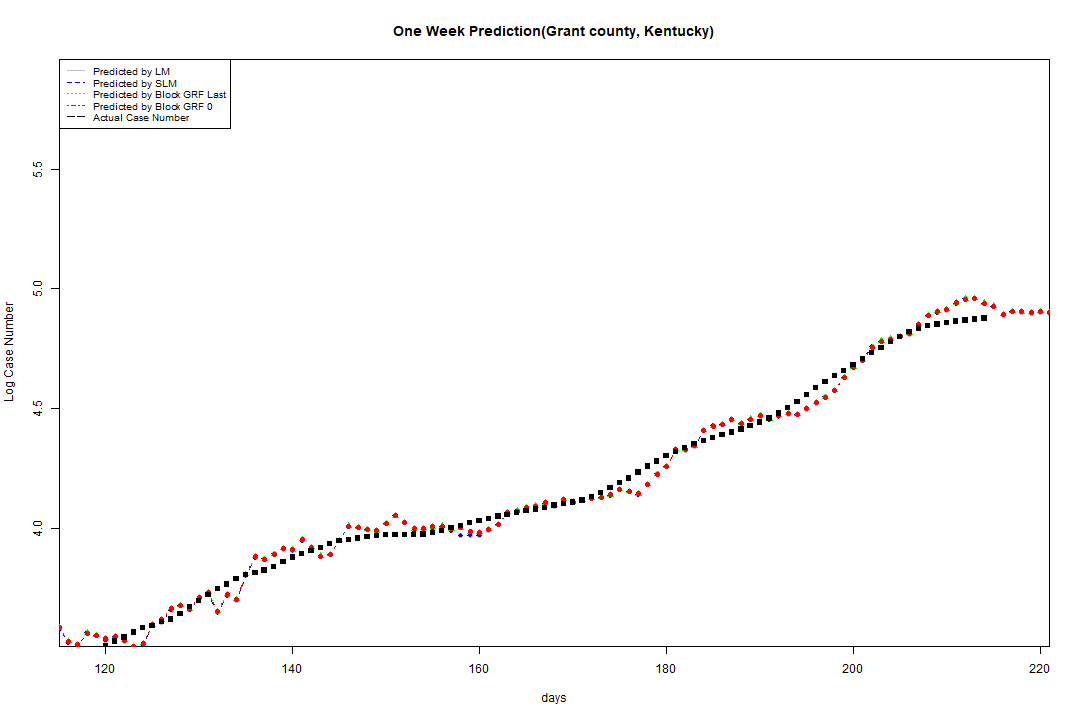 One Week Prediction(Grant county, Kentucky)
Predicted by LM
Predicted by SLM
Predicted by Block GRF Last
Predicted by Block GRF 0
Actual Case Number
5.5
5.0
4.5
4.0
Log Case Number
120 140 160 180 200 220
days